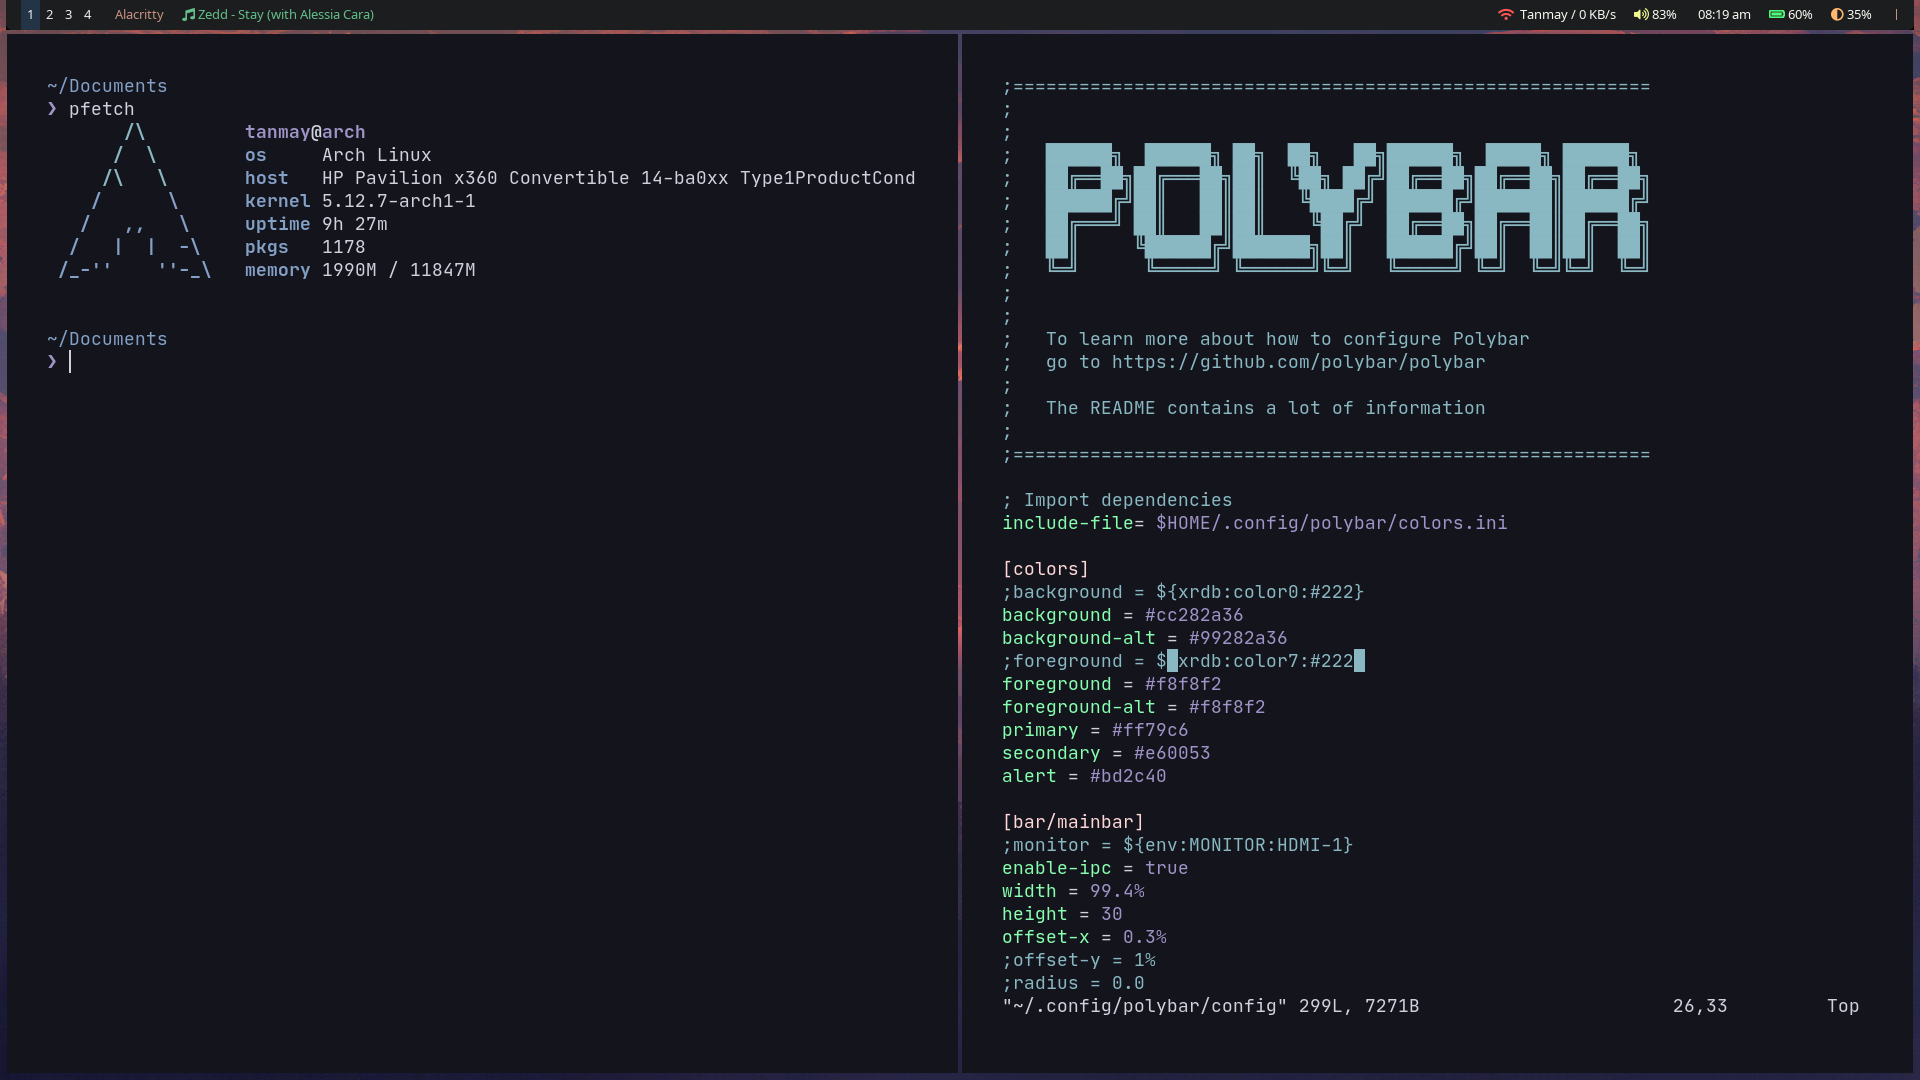 1 2 3 4 Alacritty Zedd - Stay (with Alessia Cara) Tanmay / 0 KB/s 83% 08:19 am 60% 35% |
~/Documents
❯ pfetch
tanmay@arch
os Arch Linux
host HP Pavilion x360 Convertible 14-ba0xx Type1ProductCond
kernel 5.12.7-arch1-1
uptime 9h 27m
pkgs 1178
memory 1990M / 11847M
~/Documents
❯
;==========================================================
;
;
; POLYBAR
;
;
;
;
;
;
;
; To learn more about how to configure Polybar
; go to https://github.com/polybar/polybar
;
; The README contains a lot of information
;
;==========================================================
; Import dependencies
include-file= $HOME/.config/polybar/colors.ini
[colors]
;background = ${xrdb:color0:#222}
background = #cc282a36
background-alt = #99282a36
;foreground = $ xrdb:color7:#222
foreground = #f8f8f2
foreground-alt = #f8f8f2
primary = #ff79c6
secondary = #e60053
alert = #bd2c40
[bar/mainbar]
;monitor = ${env:MONITOR:HDMI-1}
enable-ipc = true
width = 99.4%
height = 30
offset-x = 0.3%
;offset-y = 1%
;radius = 0.0
"~/.config/polybar/config" 299L, 7271B 26,33 Top